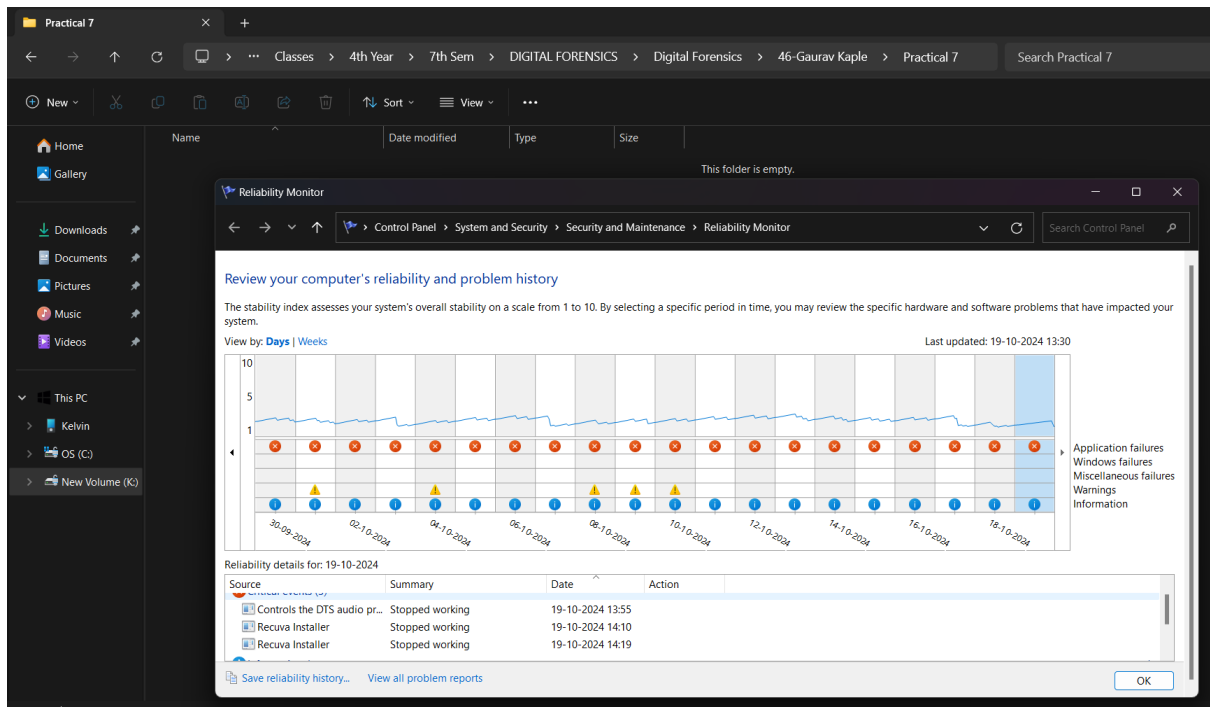 Practical 7
Classes 4th Year 7th Sem DIGITAL FORENSICS Digital Forensics 46-Gaurav Kaple Practical 7 Search Practical 7
New Sort View
Home
Gallery
Downloads
Documents
Pictures
Music
Videos
This PC
Kelvin
OS (C:)
New Volume (K:)
Name Date modified Type Size
This folder is empty.
Reliability Monitor
Control Panel > System and Security > Security and Maintenance > Reliability Monitor Search Control Panel
Review your computer's reliability and problem history
The stability index assesses your system's overall stability on a scale from 1 to 10. By selecting a specific period in time, you may review the specific hardware and software problems that have impacted your
system.
View by: Days | Weeks Last updated: 19-10-2024 13:30
10
5
1
Application failures
Windows failures
Miscellaneous failures
Warnings
Information
30-09-2024 02-10-2024 04-10-2024 06-10-2024 08-10-2024 10-10-2024 12-10-2024 14-10-2024 16-10-2024 18-10-2024
Reliability details for: 19-10-2024
Source Summary Date Action
Controls the DTS audio pr... Stopped working 19-10-2024 13:55
Recuva Installer Stopped working 19-10-2024 14:10
Recuva Installer Stopped working 19-10-2024 14:19
Save reliability history... View all problem reports OK